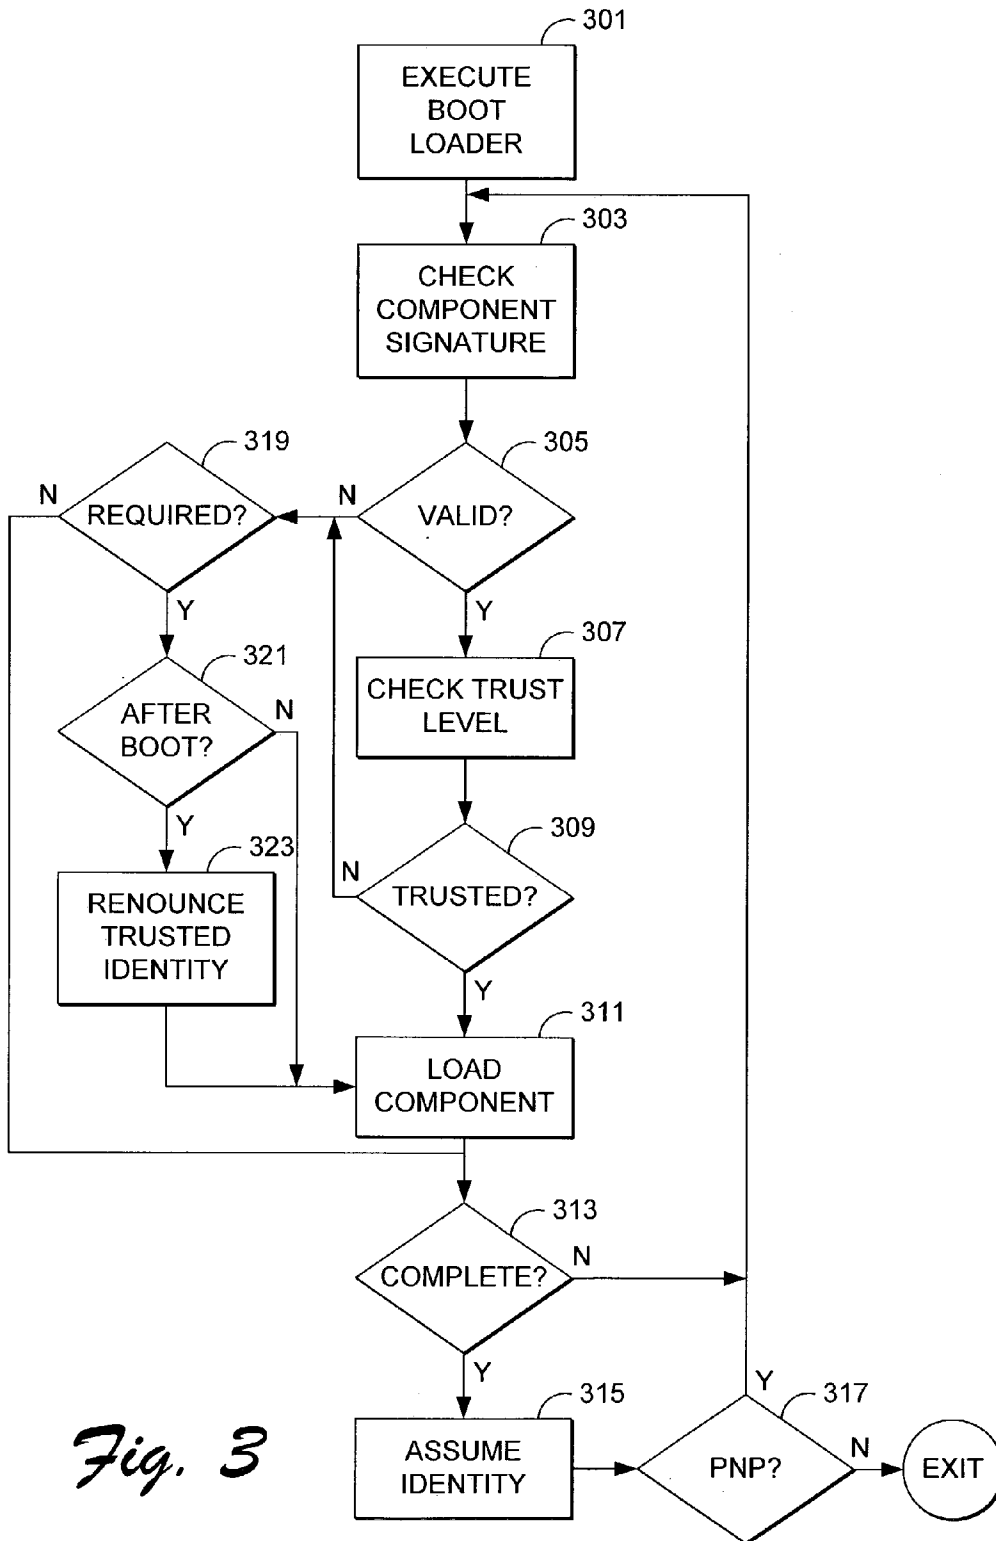 301
EXECUTE
BOOT
LOADER
303
CHECK
COMPONENT
SIGNATURE
319
305
N
REQUIRED?
N
VALID?
Y
Y
321
307
AFTER
BOOT?
N
CHECK TRUST
LEVEL
Y
323
309
RENOUNCE
TRUSTED
IDENTITY
N
TRUSTED?
Y
311
LOAD
COMPONENT
313
COMPLETE?
N
Y
Y
315
317
ASSUME
IDENTITY
PNP?
N
EXIT
Fig. 3